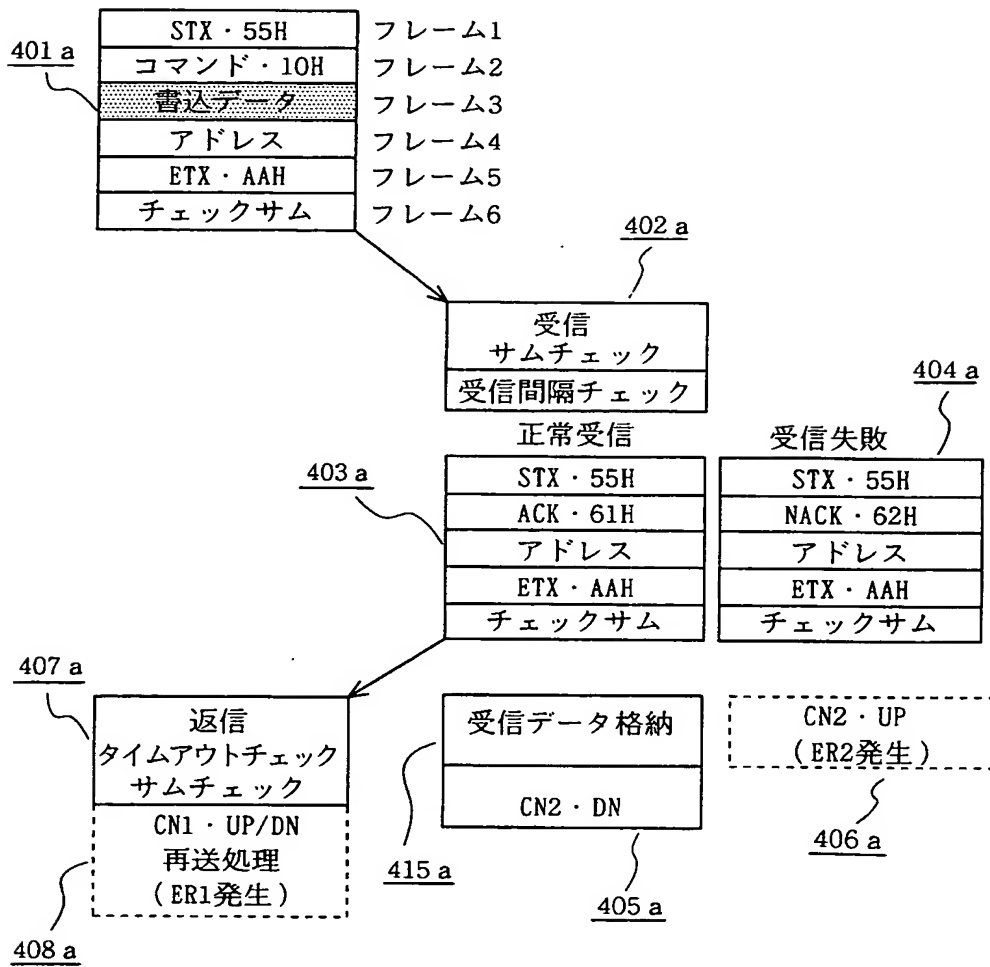 401a
STX・55H フレーム1
コマンド・10H フレーム2
書込データ フレーム3
アドレス フレーム4
ETX・AAH フレーム5
チェックサム フレーム6
402a
受信
サムチェック
受信間隔チェック
404a
正常受信
受信失敗
403a
STX・55H
ACK・61H
アドレス
ETX・AAH
チェックサム
STX・55H
NACK・62H
アドレス
ETX・AAH
チェックサム
407a
返信
タイムアウトチェック
サムチェック
CN1・UP/DN
再送処理
(ER1発生)
408a
受信データ格納
CN2・DN
415a
405a
CN2・UP
(ER2発生)
406a